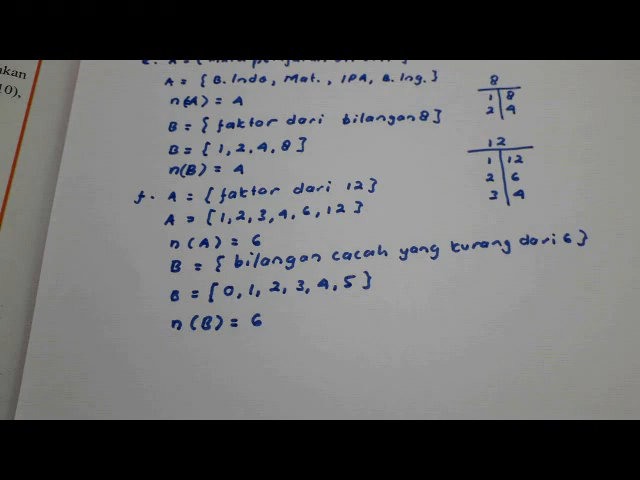 kan
10),
e. A = {
A = { B. Indo, Mat., IPA, B. Ing. }
n(A) = 4
B = { faktor dari bilangan 8 }
B = { 1, 2, 4, 8 }
n(B) = 4
8
1 8
2 4
12
1 12
2 6
3 4
f. A = { faktor dari 12 }
A = { 1, 2, 3, 4, 6, 12 }
n (A) = 6
B = { bilangan cacah yang kurang dari 6 }
B = { 0, 1, 2, 3, 4, 5 }
n (B) = 6